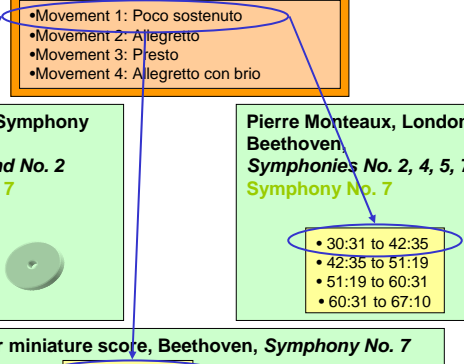 •Movement 1: Poco sostenuto
•Movement 2: Allegretto
•Movement 3: Presto
•Movement 4: Allegretto con brio
Symphony
nd No. 2
7
Pierre Monteaux, London
Beethoven,
Symphonies No. 2, 4, 5, 7
Symphony No. 7
• 30:31 to 42:35
• 42:35 to 51:19
• 51:19 to 60:31
• 60:31 to 67:10
r miniature score, Beethoven, Symphony No. 7